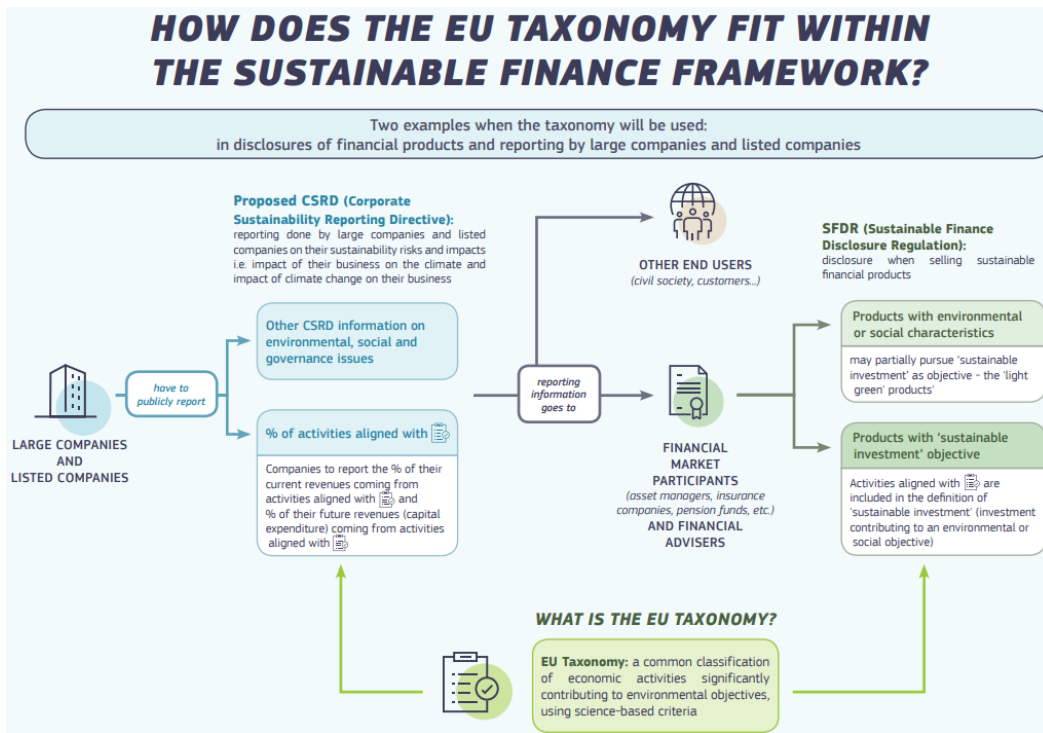 HOW DOES THE EU TAXONOMY FIT WITHIN
THE SUSTAINABLE FINANCE FRAMEWORK?
Two examples when the taxonomy will be used:
in disclosures of financial products and reporting by large companies and listed companies
LARGE COMPANIES
AND
LISTED COMPANIES
have to
publicly report
Proposed CSRD (Corporate
Sustainability Reporting Directive):
reporting done by large companies and listed
companies on their sustainability risks and impacts
i.e. impact of their business on the climate and
impact of climate change on their business
Other CSRD information on
environmental, social and
governance issues
% of activities aligned with
Companies to report the % of their
current revenues coming from
activities aligned with and
% of their future revenues (capital
expenditure) coming from activities
aligned with
reporting
information
goes to
OTHER END USERS
(civil society, customers...)
FINANCIAL
MARKET
PARTICIPANTS
(asset managers, insurance
companies, pension funds, etc.)
AND FINANCIAL
ADVISERS
SFDR (Sustainable Finance
Disclosure Regulation):
disclosure when selling sustainable
financial products
Products with environmental
or social characteristics
may partially pursue 'sustainable
investment' as objective - the 'light
green' products'
Products with 'sustainable
investment' objective
Activities aligned with are
included in the definition of
'sustainable investment' (investment
contributing to an environmental or
social objective)
WHAT IS THE EU TAXONOMY?
EU Taxonomy: a common classification
of economic activities significantly
contributing to environmental objectives,
using science-based criteria